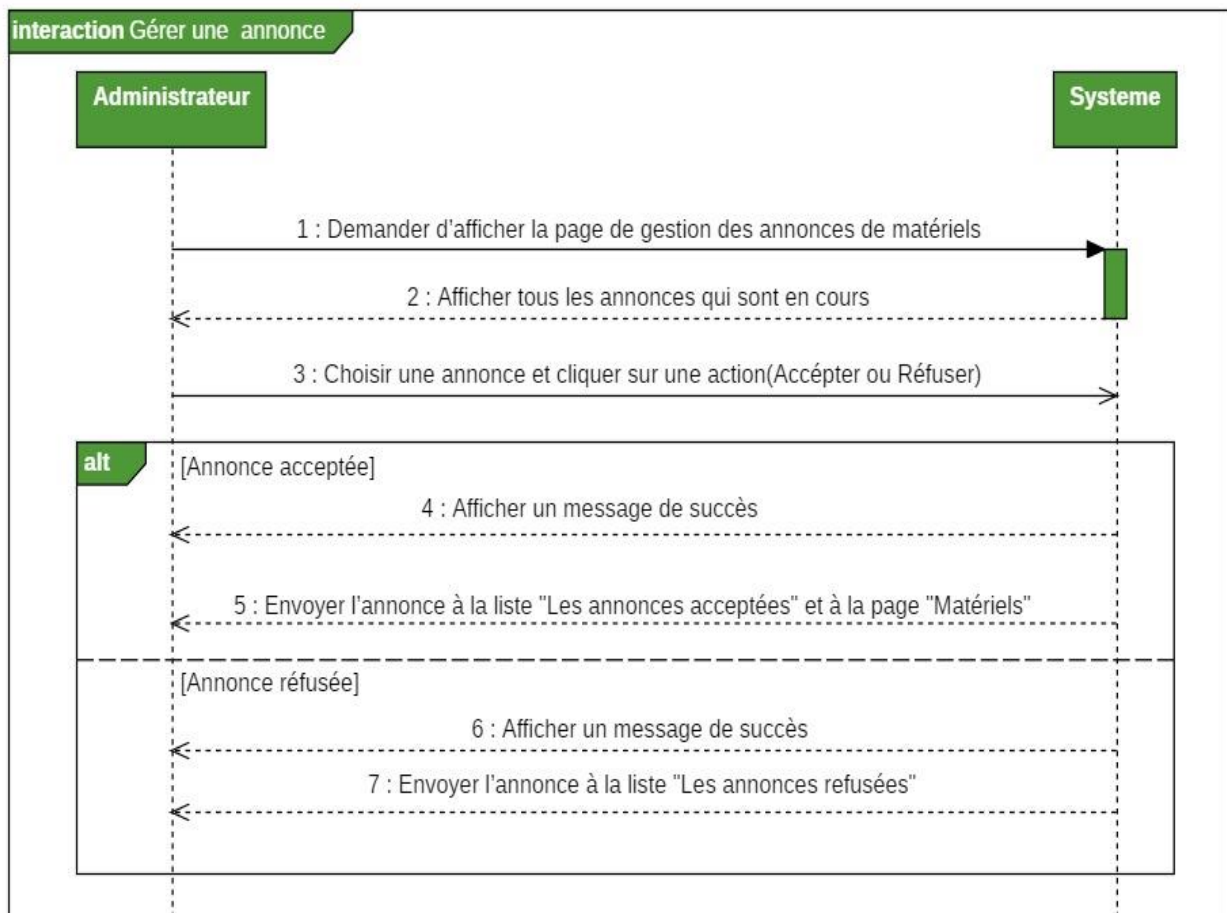 interaction Gérer une annonce
Administrateur
Systeme
1 : Demander d'afficher la page de gestion des annonces de matériels
2 : Afficher tous les annonces qui sont en cours
3 : Choisir une annonce et cliquer sur une action(Accépter ou Réfuser)
alt
[Annonce acceptée]
4 : Afficher un message de succès
5 : Envoyer l'annonce à la liste "Les annonces acceptées" et à la page "Matériels"
[Annonce réfusée]
6 : Afficher un message de succès
7 : Envoyer l'annonce à la liste "Les annonces refusées"